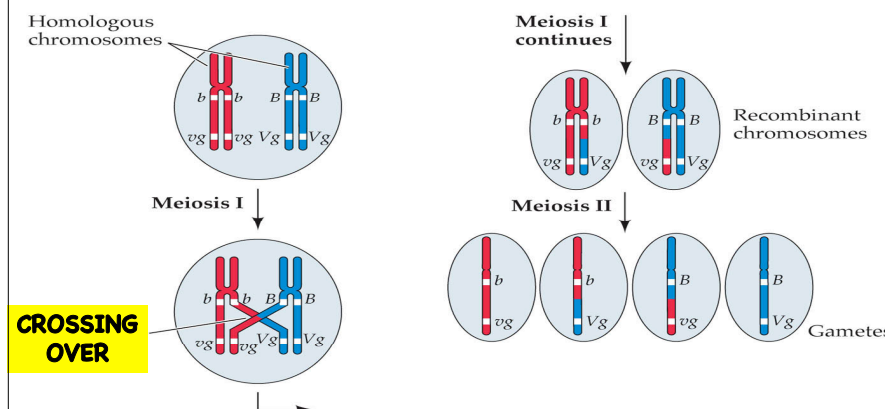 Homologous
chromosomes
b b B B
vg vg Vg Vg
Meiosis I
b b B B
vg vg Vg Vg
CROSSING
OVER
Meiosis I
continues
b b B B
vg Vg vg Vg
Recombinant
chromosomes
Meiosis II
b b B B
vg Vg vg Vg
Gametes